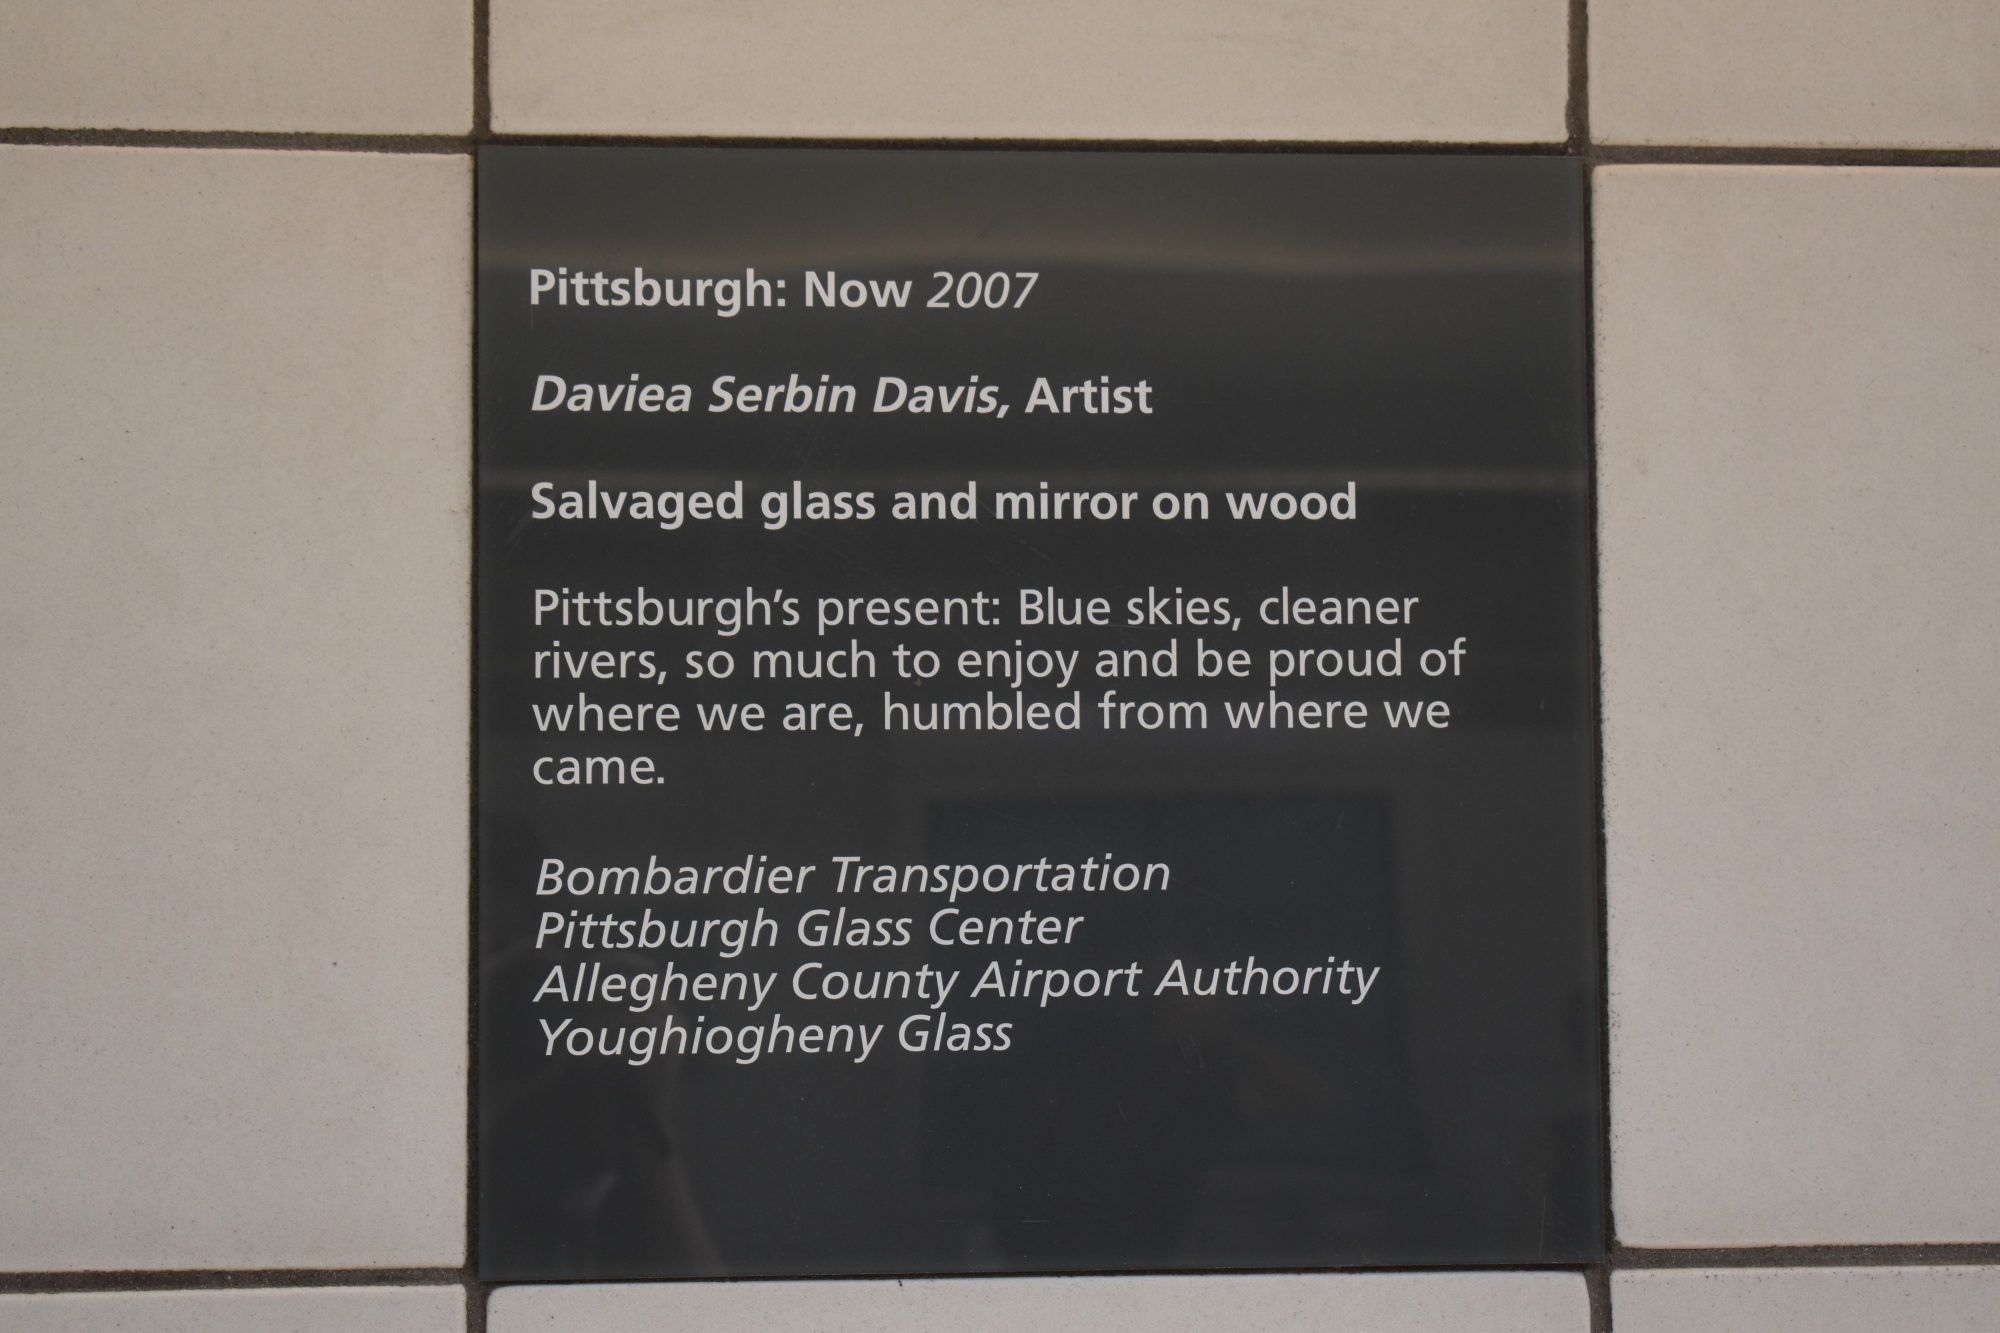 Pittsburgh: Now 2007
Daviea Serbin Davis, Artist
Salvaged glass and mirror on wood
Pittsburgh’s present: Blue skies, cleaner
rivers, so much to enjoy and be proud of
where we are, humbled from where we
came.
Bombardier Transportation
Pittsburgh Glass Center
Allegheny County Airport Authority
Youghiogheny Glass